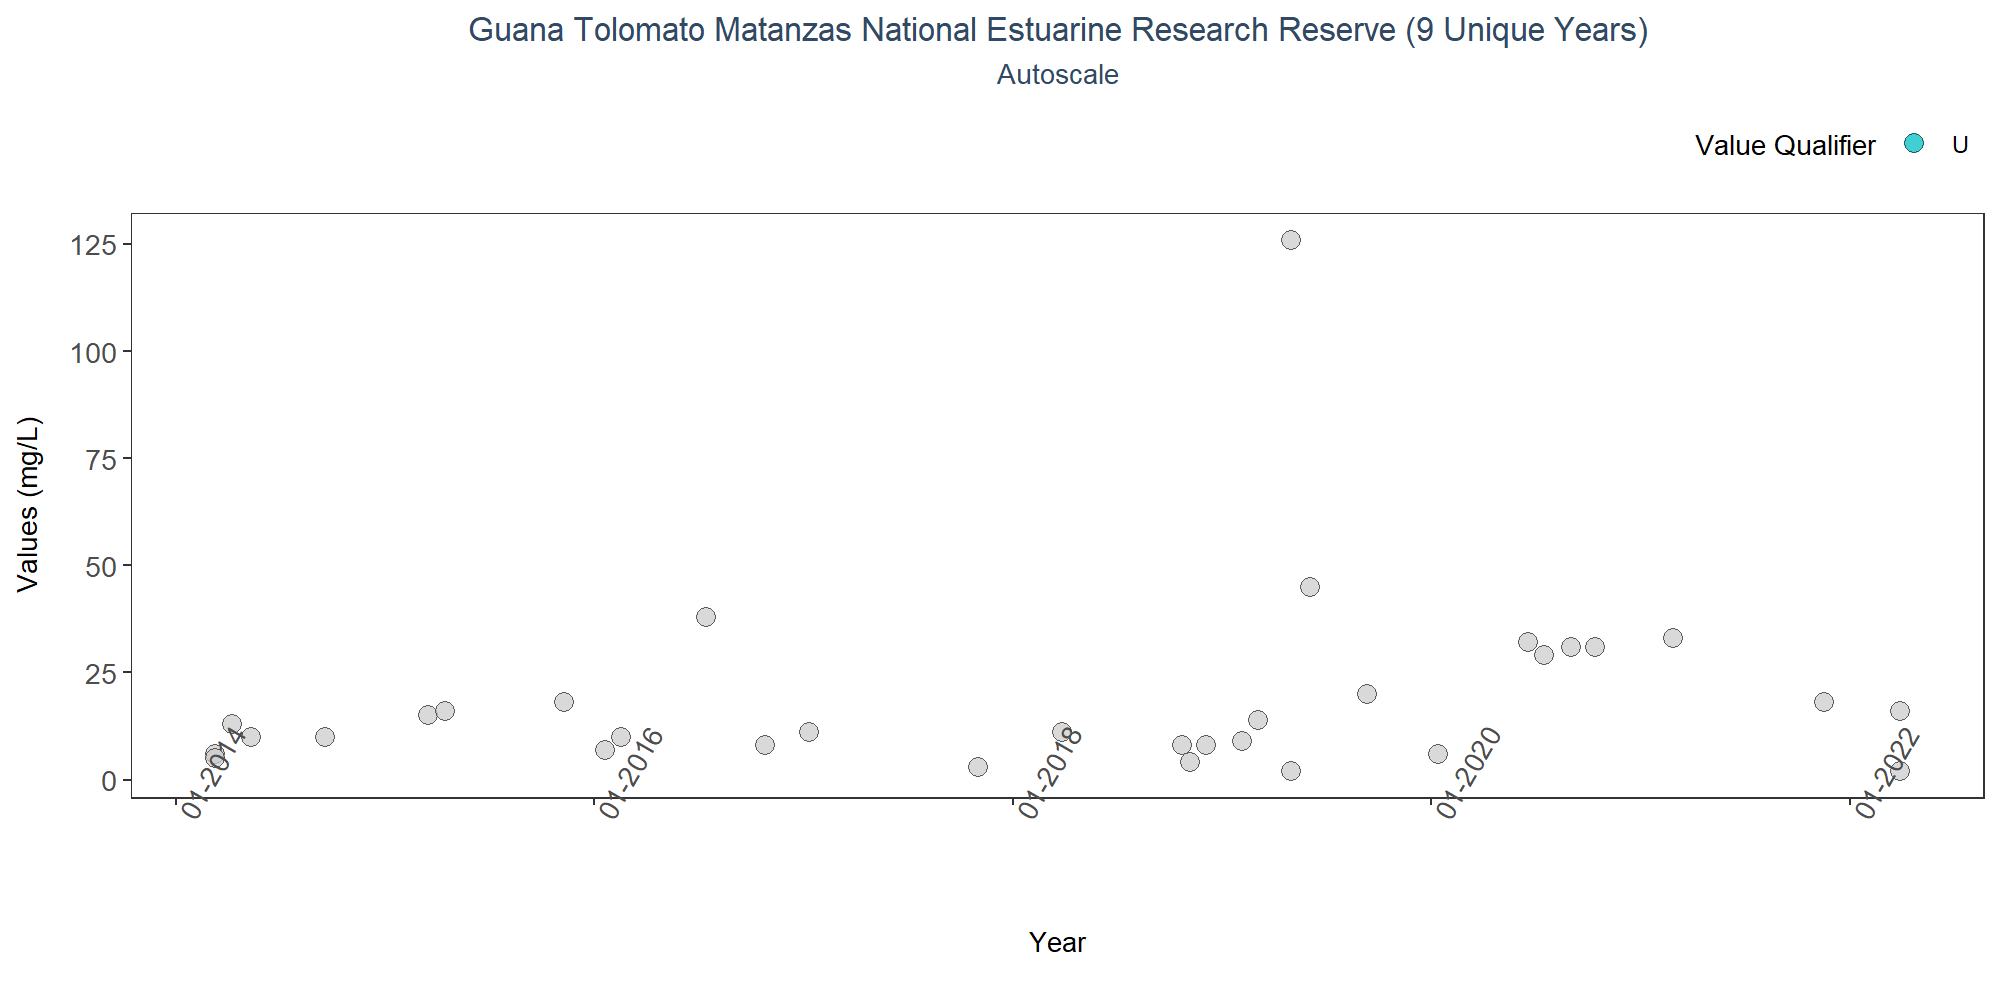 Guana Tolomato Matanzas National Estuarine Research Reserve (9 Unique Years)
Autoscale
Value Qualifier U
Values (mg/L)
125
100
75
50
25
0
01-2014 01-2016 01-2018 01-2020 01-2022
Year